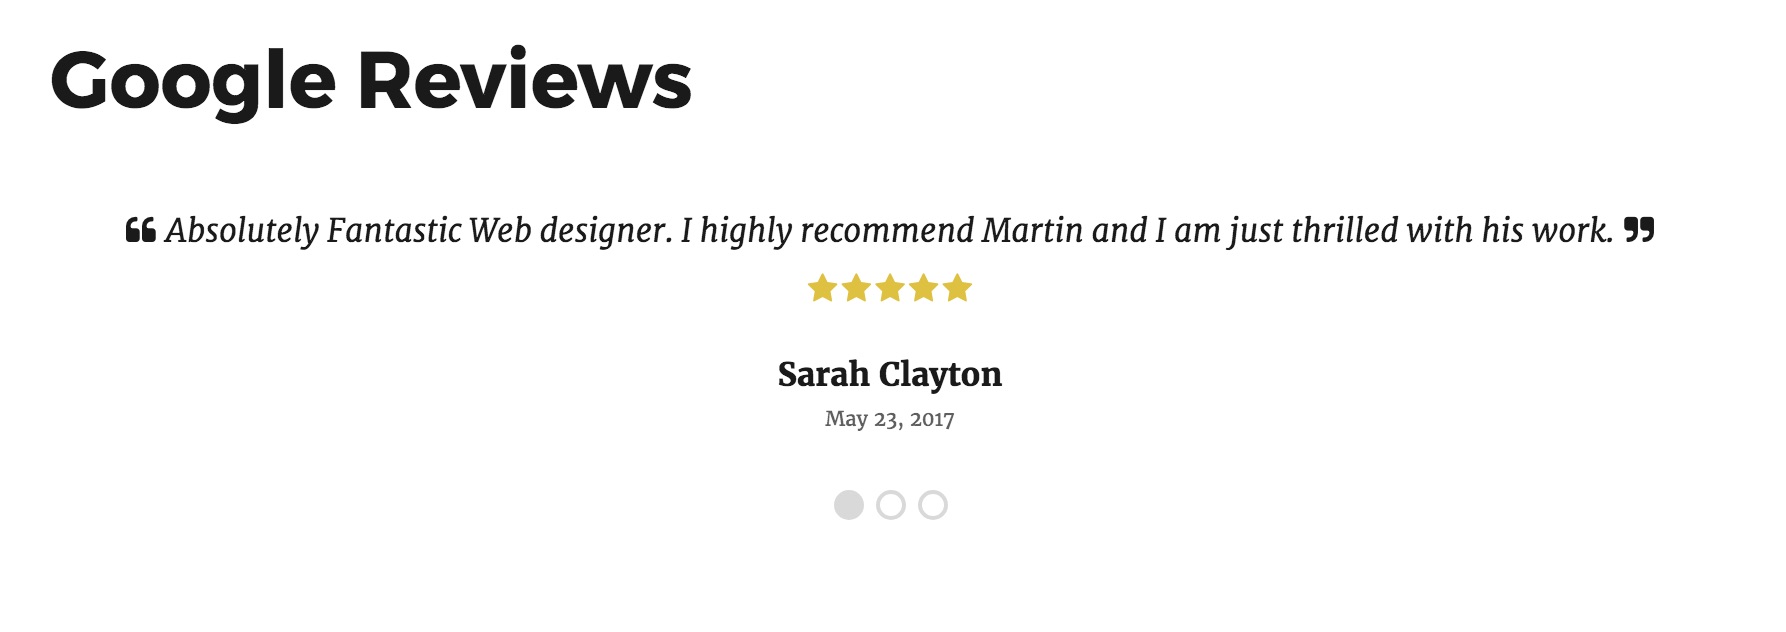 Google Reviews
❝ Absolutely Fantastic Web designer. I highly recommend Martin and I am just thrilled with his work. ❞
Sarah Clayton
May 23, 2017